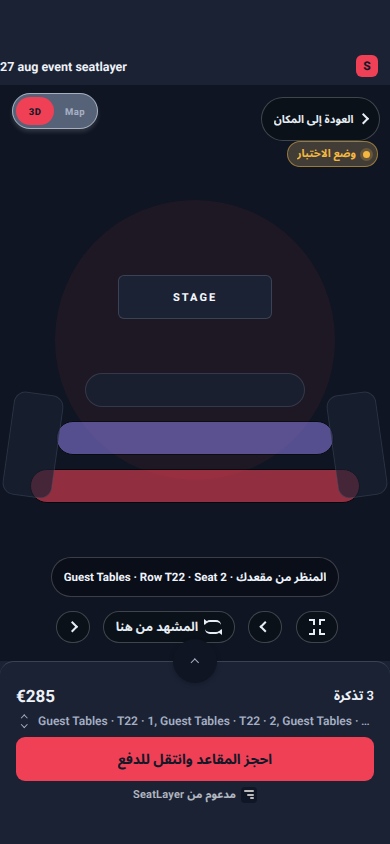 27 aug event seatlayer
S
3D
Map
العودة إلى المكان
وضع الاختبار
STAGE
المنظر من مقعدك · Guest Tables · Row T22 · Seat 2
المشهد من هنا
€285
3 تذكرة
Guest Tables · T22 · 1, Guest Tables · T22 · 2, Guest Tables · ...
احجز المقاعد وانتقل للدفع
مدعوم من SeatLayer